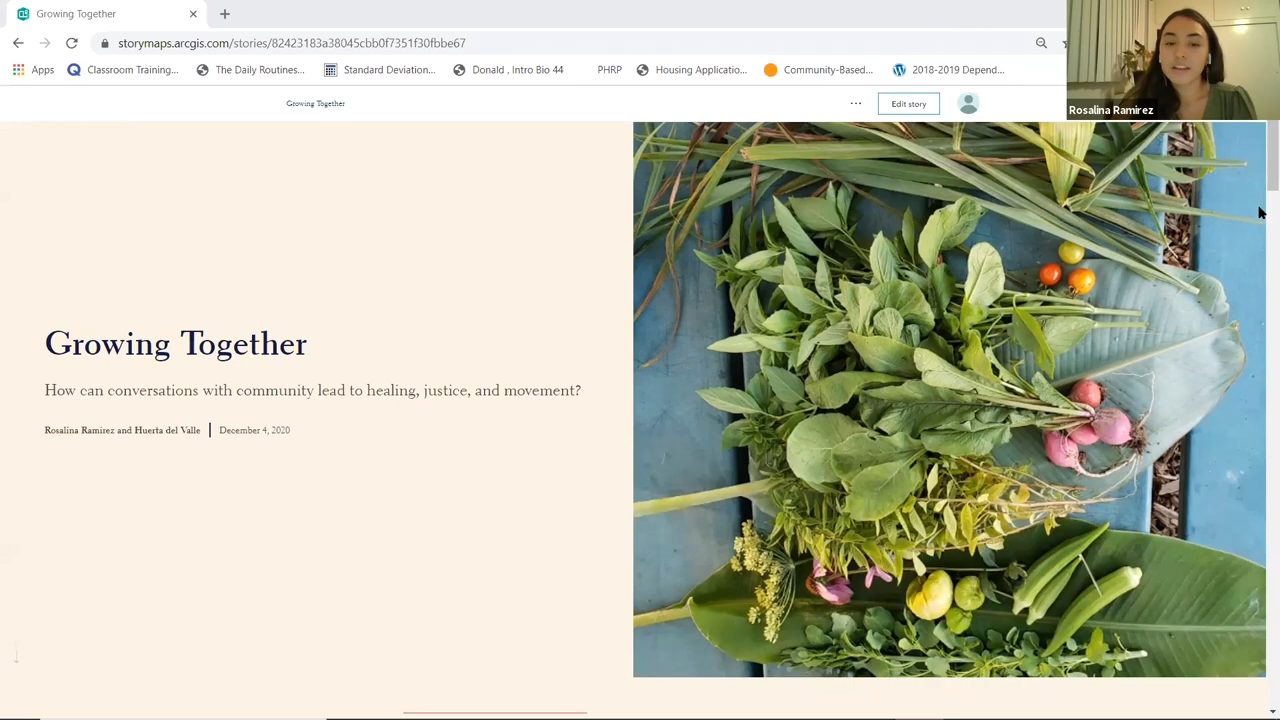 Growing Together
storymaps.arcgis.com/stories/82423183a38045cbb0f7351f30fbbe67
Apps Classroom Training... The Daily Routines... Standard Deviation... Donald , Intro Bio 44 PHRP Housing Applicatio... Community-Based... 2018-2019 Depend...
Rosalina Ramirez
Growing Together
Edit story
Growing Together
How can conversations with community lead to healing, justice, and movement?
Rosalina Ramirez and Huerta del Valle
December 4, 2020